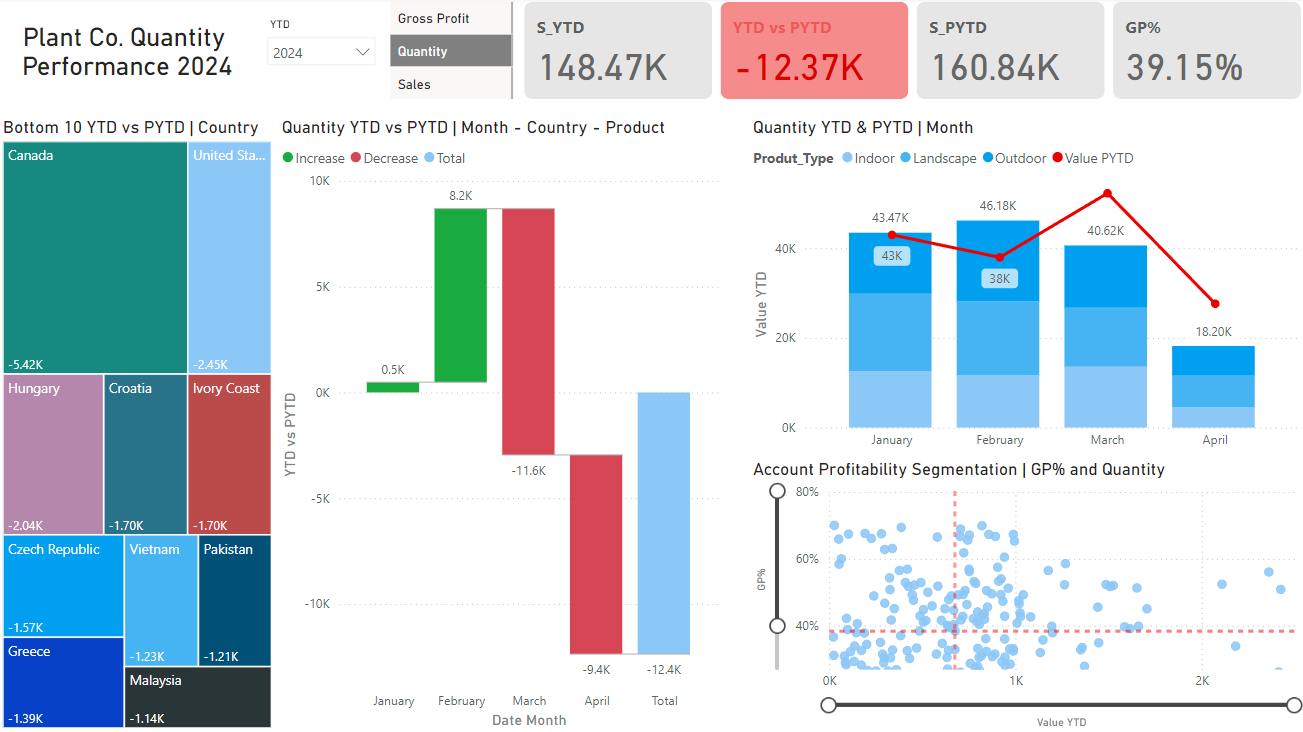 Plant Co. Quantity
Performance 2024
YTD
2024
Gross Profit
Quantity
Sales
S_YTD
148.47K
YTD vs PYTD
-12.37K
S_PYTD
160.84K
GP%
39.15%
Bottom 10 YTD vs PYTD | Country
Canada
-5.42K
United Sta...
-2.45K
Hungary
-2.04K
Croatia
-1.70K
Ivory Coast
-1.70K
Czech Republic
-1.57K
Vietnam
-1.23K
Pakistan
-1.21K
Greece
-1.39K
Malaysia
-1.14K
Quantity YTD vs PYTD | Month - Country - Product
Increase Decrease Total
YTD vs PYTD
10K
5K
0K
-5K
-10K
0.5K
8.2K
-11.6K
-9.4K
-12.4K
January February March April Total
Date Month
Quantity YTD & PYTD | Month
Produt_Type Indoor Landscape Outdoor Value PYTD
Value YTD
40K
20K
0K
43.47K
43K
46.18K
38K
40.62K
18.20K
January February March April
Account Profitability Segmentation | GP% and Quantity
GP%
80%
60%
40%
0K 1K 2K
Value YTD